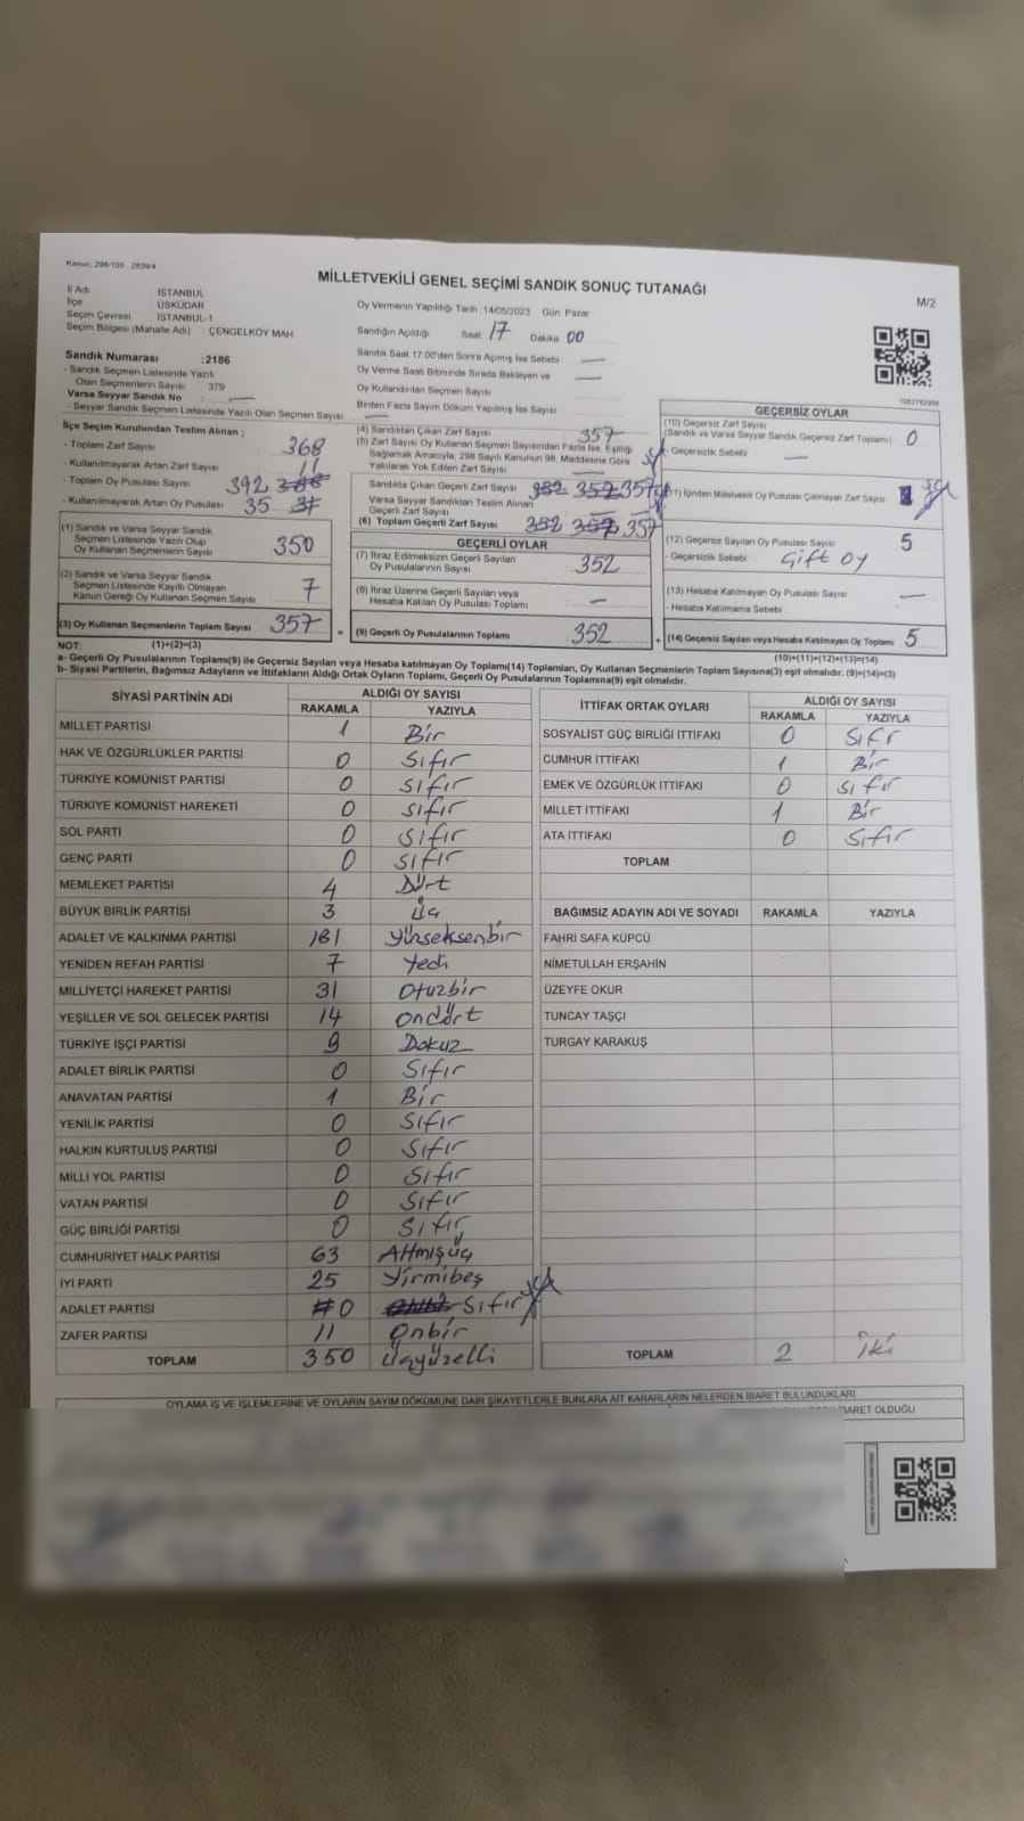 MİLLETVEKİLİ GENEL SEÇİMİ SANDIK SONUÇ TUTANAĞI
M/2
İl Adı İSTANBUL
İlçe ÜSKÜDAR
Seçim Çevresi İSTANBUL-1
Seçim Bölgesi (Mahalle Adı) : ÇENGELKÖY MAH
Oy Vermenin Yapıldığı Tarih :14/05/2023 Gün: Pazar
Sandığın Açıldığı Saat 17 Dakika 00
Sandık Saat 17:00'den Sonra Açılmış İse Sebebi
Oy Verme Saati Bitiminde Sırada Bekleyen ve
Oy Kullandırılan Seçmen Sayısı
Birden Fazla Sayım Döküm Yapılmış İse Sayısı
Sandık Numarası :2186
- Sandık Seçmen Listesinde Yazılı
Olan Seçmenlerin Sayısı 379
Varsa Seyyar Sandık No
- Seyyar Sandık Seçmen Listesinde Yazılı Olan Seçmen Sayısı
İlçe Seçim Kurulundan Teslim Alınan ;
- Toplam Zarf Sayısı 368
- Kullanılmayarak Artan Zarf Sayısı 11
- Toplam Oy Pusulası Sayısı 392
- Kullanılmayarak Artan Oy Pusulası 35 37
(1) Sandık ve Varsa Seyyar Sandık
Seçmen Listesinde Yazılı Olup
Oy Kullanan Seçmenlerin Sayısı 350
(2) Sandık ve Varsa Seyyar Sandık
Seçmen Listesinde Kayıtlı Olmayan
Kanun Gereği Oy Kullanan Seçmen Sayısı 7
(3) Oy Kullanan Seçmenlerin Toplam Sayısı 357
(4) Sandıktan Çıkan Zarf Sayısı 357
(5) Zarf Sayısı Oy Kullanan Seçmen Sayısından Fazla İse, Eşitliği
Sağlamak Amacıyla, 298 Sayılı Kanunun 98. Maddesine Göre
Yakılarak Yok Edilen Zarf Sayısı
Sandıkta Çıkan Geçerli Zarf Sayısı 352 352 357
Varsa Seyyar Sandıktan Teslim Alınan
Geçerli Zarf Sayısı
(6) Toplam Geçerli Zarf Sayısı 352 357 357
GEÇERLİ OYLAR
(7) İtiraz Edilmeksizin Geçerli Sayılan
Oy Pusulalarının Sayısı 352
(8) İtiraz Üzerine Geçerli Sayılan veya
Hesaba Katılan Oy Pusulası Toplamı –
(9) Geçerli Oy Pusulalarının Toplamı 352
GEÇERSİZ OYLAR
(10) Geçersiz Zarf Sayısı
(Sandık ve Varsa Seyyar Sandık Geçersiz Zarf Toplamı) 0
- Geçersizlik Sebebi —
(11) İçinden Milletvekili Oy Pusulası Çıkmayan Zarf Sayısı
(12) Geçersiz Sayılan Oy Pusulası Sayısı 5
- Geçersizlik Sebebi Çift oy
(13) Hesaba Katılmayan Oy Pusulası Sayısı —
- Hesaba Katılmama Sebebi
(14) Geçersiz Sayılan veya Hesaba Katılmayan Oy Toplamı 5
NOT: (1)+(2)=(3) (10)+(11)+(12)+(13)=(14)
a- Geçerli Oy Pusulalarının Toplamı(9) ile Geçersiz Sayılan veya Hesaba katılmayan Oy Toplamı(14) Toplamları, Oy Kullanan Seçmenlerin Toplam Sayısına(3) eşit olmalıdır. (9)+(14)=(3)
b- Siyasi Partilerin, Bağımsız Adayların ve İttifakların Aldığı Ortak Oyların Toplamı, Geçerli Oy Pusulalarının Toplamına(9) eşit olmalıdır.
SİYASİ PARTİNİN ADI ALDIĞI OY SAYISI
RAKAMLA YAZIYLA
MİLLET PARTİSİ 1 Bir
HAK VE ÖZGÜRLÜKLER PARTİSİ 0 Sıfır
TÜRKİYE KOMÜNİST PARTİSİ 0 Sıfır
TÜRKİYE KOMÜNİST HAREKETİ 0 Sıfır
SOL PARTİ 0 Sıfır
GENÇ PARTİ 0 Sıfır
MEMLEKET PARTİSİ 4 Dört
BÜYÜK BİRLİK PARTİSİ 3 Üç
ADALET VE KALKINMA PARTİSİ 181 Yüzseksenbir
YENİDEN REFAH PARTİSİ 7 Yedi
MİLLİYETÇİ HAREKET PARTİSİ 31 Otuzbir
YEŞİLLER VE SOL GELECEK PARTİSİ 14 Ondört
TÜRKİYE İŞÇİ PARTİSİ 9 Dokuz
ADALET BİRLİK PARTİSİ 0 Sıfır
ANAVATAN PARTİSİ 1 Bir
YENİLİK PARTİSİ 0 Sıfır
HALKIN KURTULUŞ PARTİSİ 0 Sıfır
MİLLİ YOL PARTİSİ 0 Sıfır
VATAN PARTİSİ 0 Sıfır
GÜÇ BİRLİĞİ PARTİSİ 0 Sıfır
CUMHURİYET HALK PARTİSİ 63 Altmışüç
İYİ PARTİ 25 Yirmibeş
ADALET PARTİSİ 0 Sıfır
ZAFER PARTİSİ 11 Onbir
TOPLAM 350 Üçyüzelli
İTTİFAK ORTAK OYLARI ALDIĞI OY SAYISI
RAKAMLA YAZIYLA
SOSYALİST GÜÇ BİRLİĞİ İTTİFAKI 0 Sıfır
CUMHUR İTTİFAKI 1 Bir
EMEK VE ÖZGÜRLÜK İTTİFAKI 0 Sıfır
MİLLET İTTİFAKI 1 Bir
ATA İTTİFAKI 0 Sıfır
TOPLAM
BAĞIMSIZ ADAYIN ADI VE SOYADI RAKAMLA YAZIYLA
FAHRİ SAFA KÜPCÜ
NİMETULLAH ERŞAHİN
ÜZEYFE OKUR
TUNCAY TAŞÇI
TURGAY KARAKUŞ
TOPLAM 2 İki
OYLAMA İŞ VE İŞLEMLERİNE VE OYLARIN SAYIM DÖKÜMÜNE DAİR ŞİKAYETLERLE BUNLARA AİT KARARLARIN NELERDEN İBARET BULUNDUKLARI
İBARET OLDUĞU